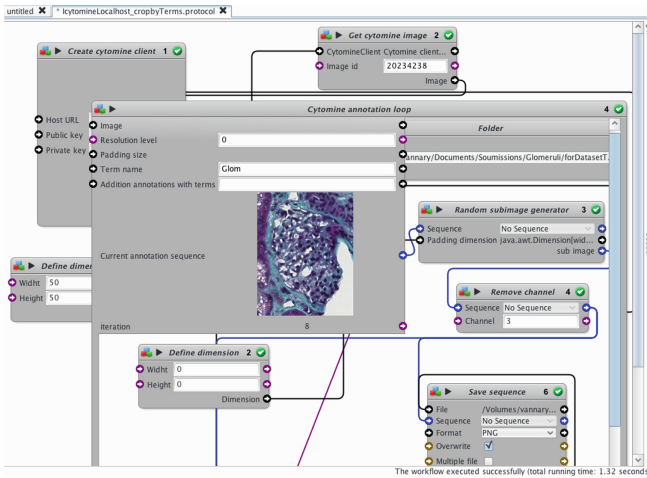 untitled
* IcytomineLocalhost_cropbyTerms.protocol
Get cytomine image 2
Create cytomine client 1
CytomineClient Cytomine client...
Image id 20234238
Image
Cytomine annotation loop 4
Host URL
Public key
Private key
Image
Resolution level 0
Padding size
Term name Glom
Addition annotations with terms
Folder
annary/Documents/Soumissions/Glomeruli/forDatasetT
Random subimage generator 3
Sequence No Sequence
Padding dimension java.awt.Dimension[wid...
sub image
Current annotation sequence
Define dimen
Widht 50
Height 50
Remove channel 4
Sequence No Sequence
Channel 3
Iteration 8
Define dimension 2
Widht 0
Height 0
Dimension
Save sequence 6
File /Volumes/vannary...
Sequence No Sequence
Format PNG
Overwrite
Multiple file
The workflow executed successfully (total running time: 1.32 seconds